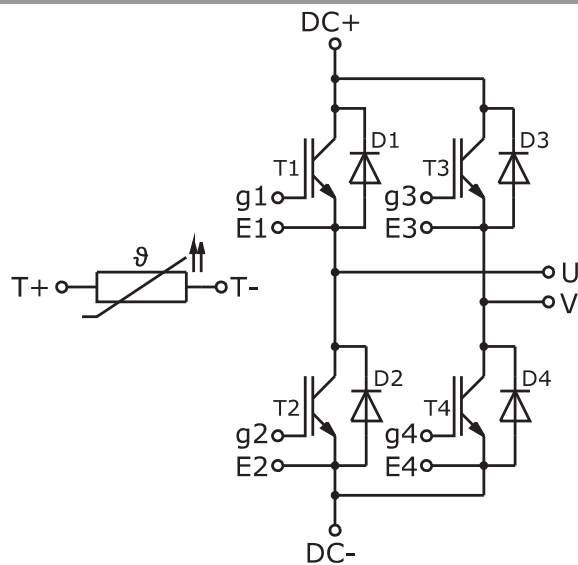 DC+
T1
D1
T3
D3
g1
g3
E1
E3
ϑ
T+
T-
U
V
D2
D4
T2
T4
g2
g4
E2
E4
DC-